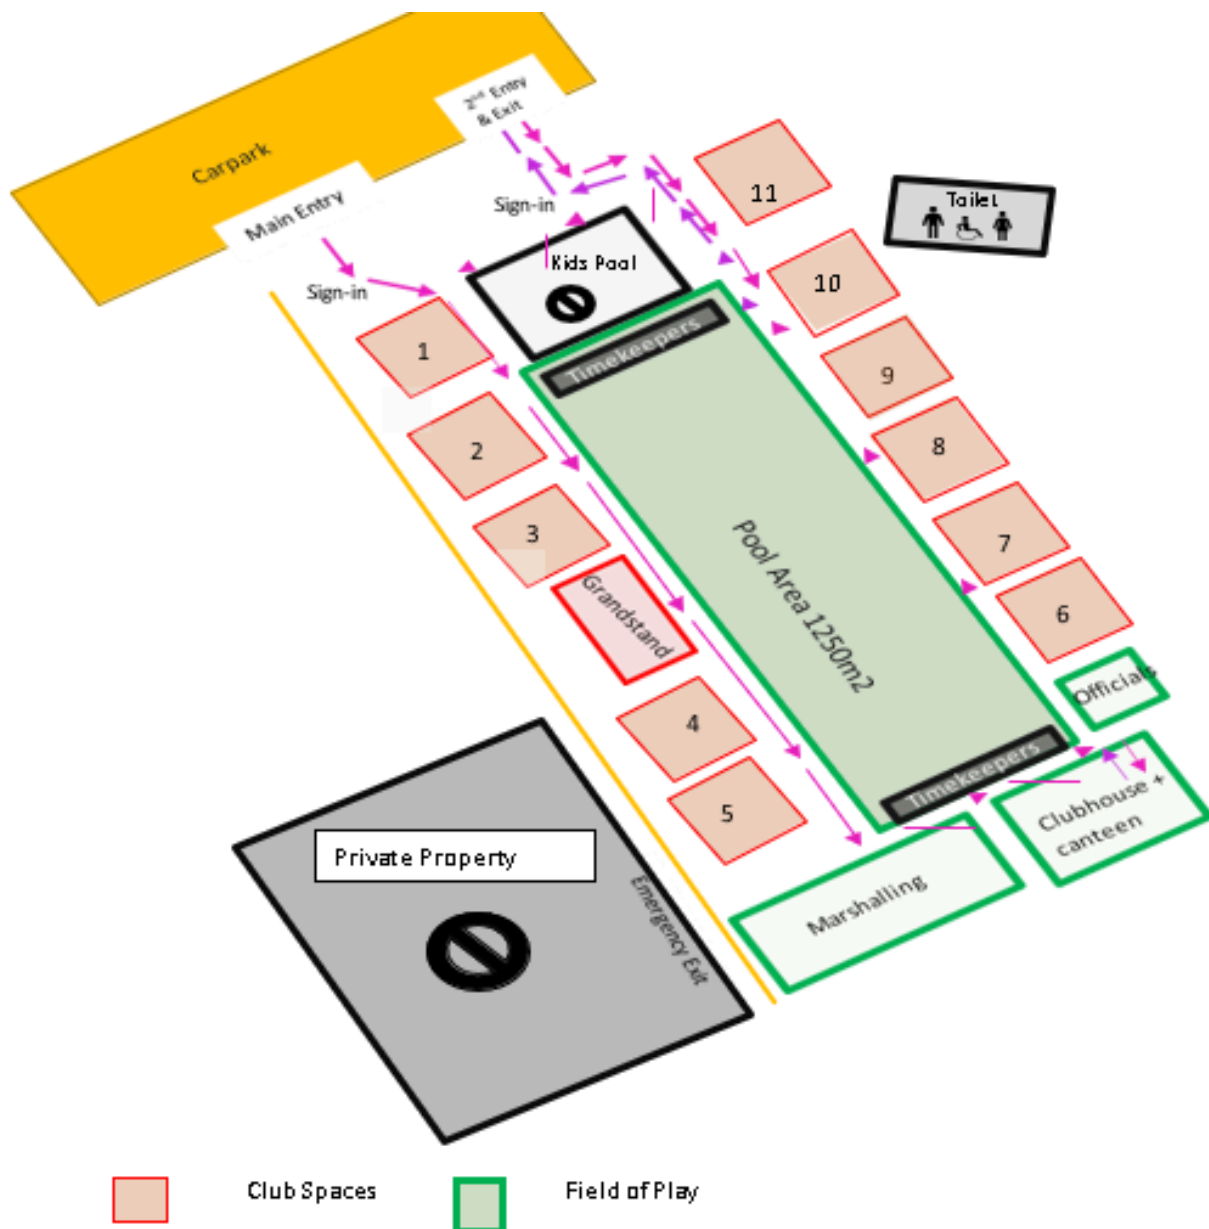 Carpark
2nd Entry
& Exit
Main Entry
Sign-in
Sign-in
11
Toilet
Kids Pool
10
1
Timekeepers
9
2
8
3
7
Pool Area 1250m2
Grandstand
6
4
Officials
5
Timekeepers
Clubhouse +
canteen
Private Property
Marshalling
Emergency Exit
Club Spaces
Field of Play